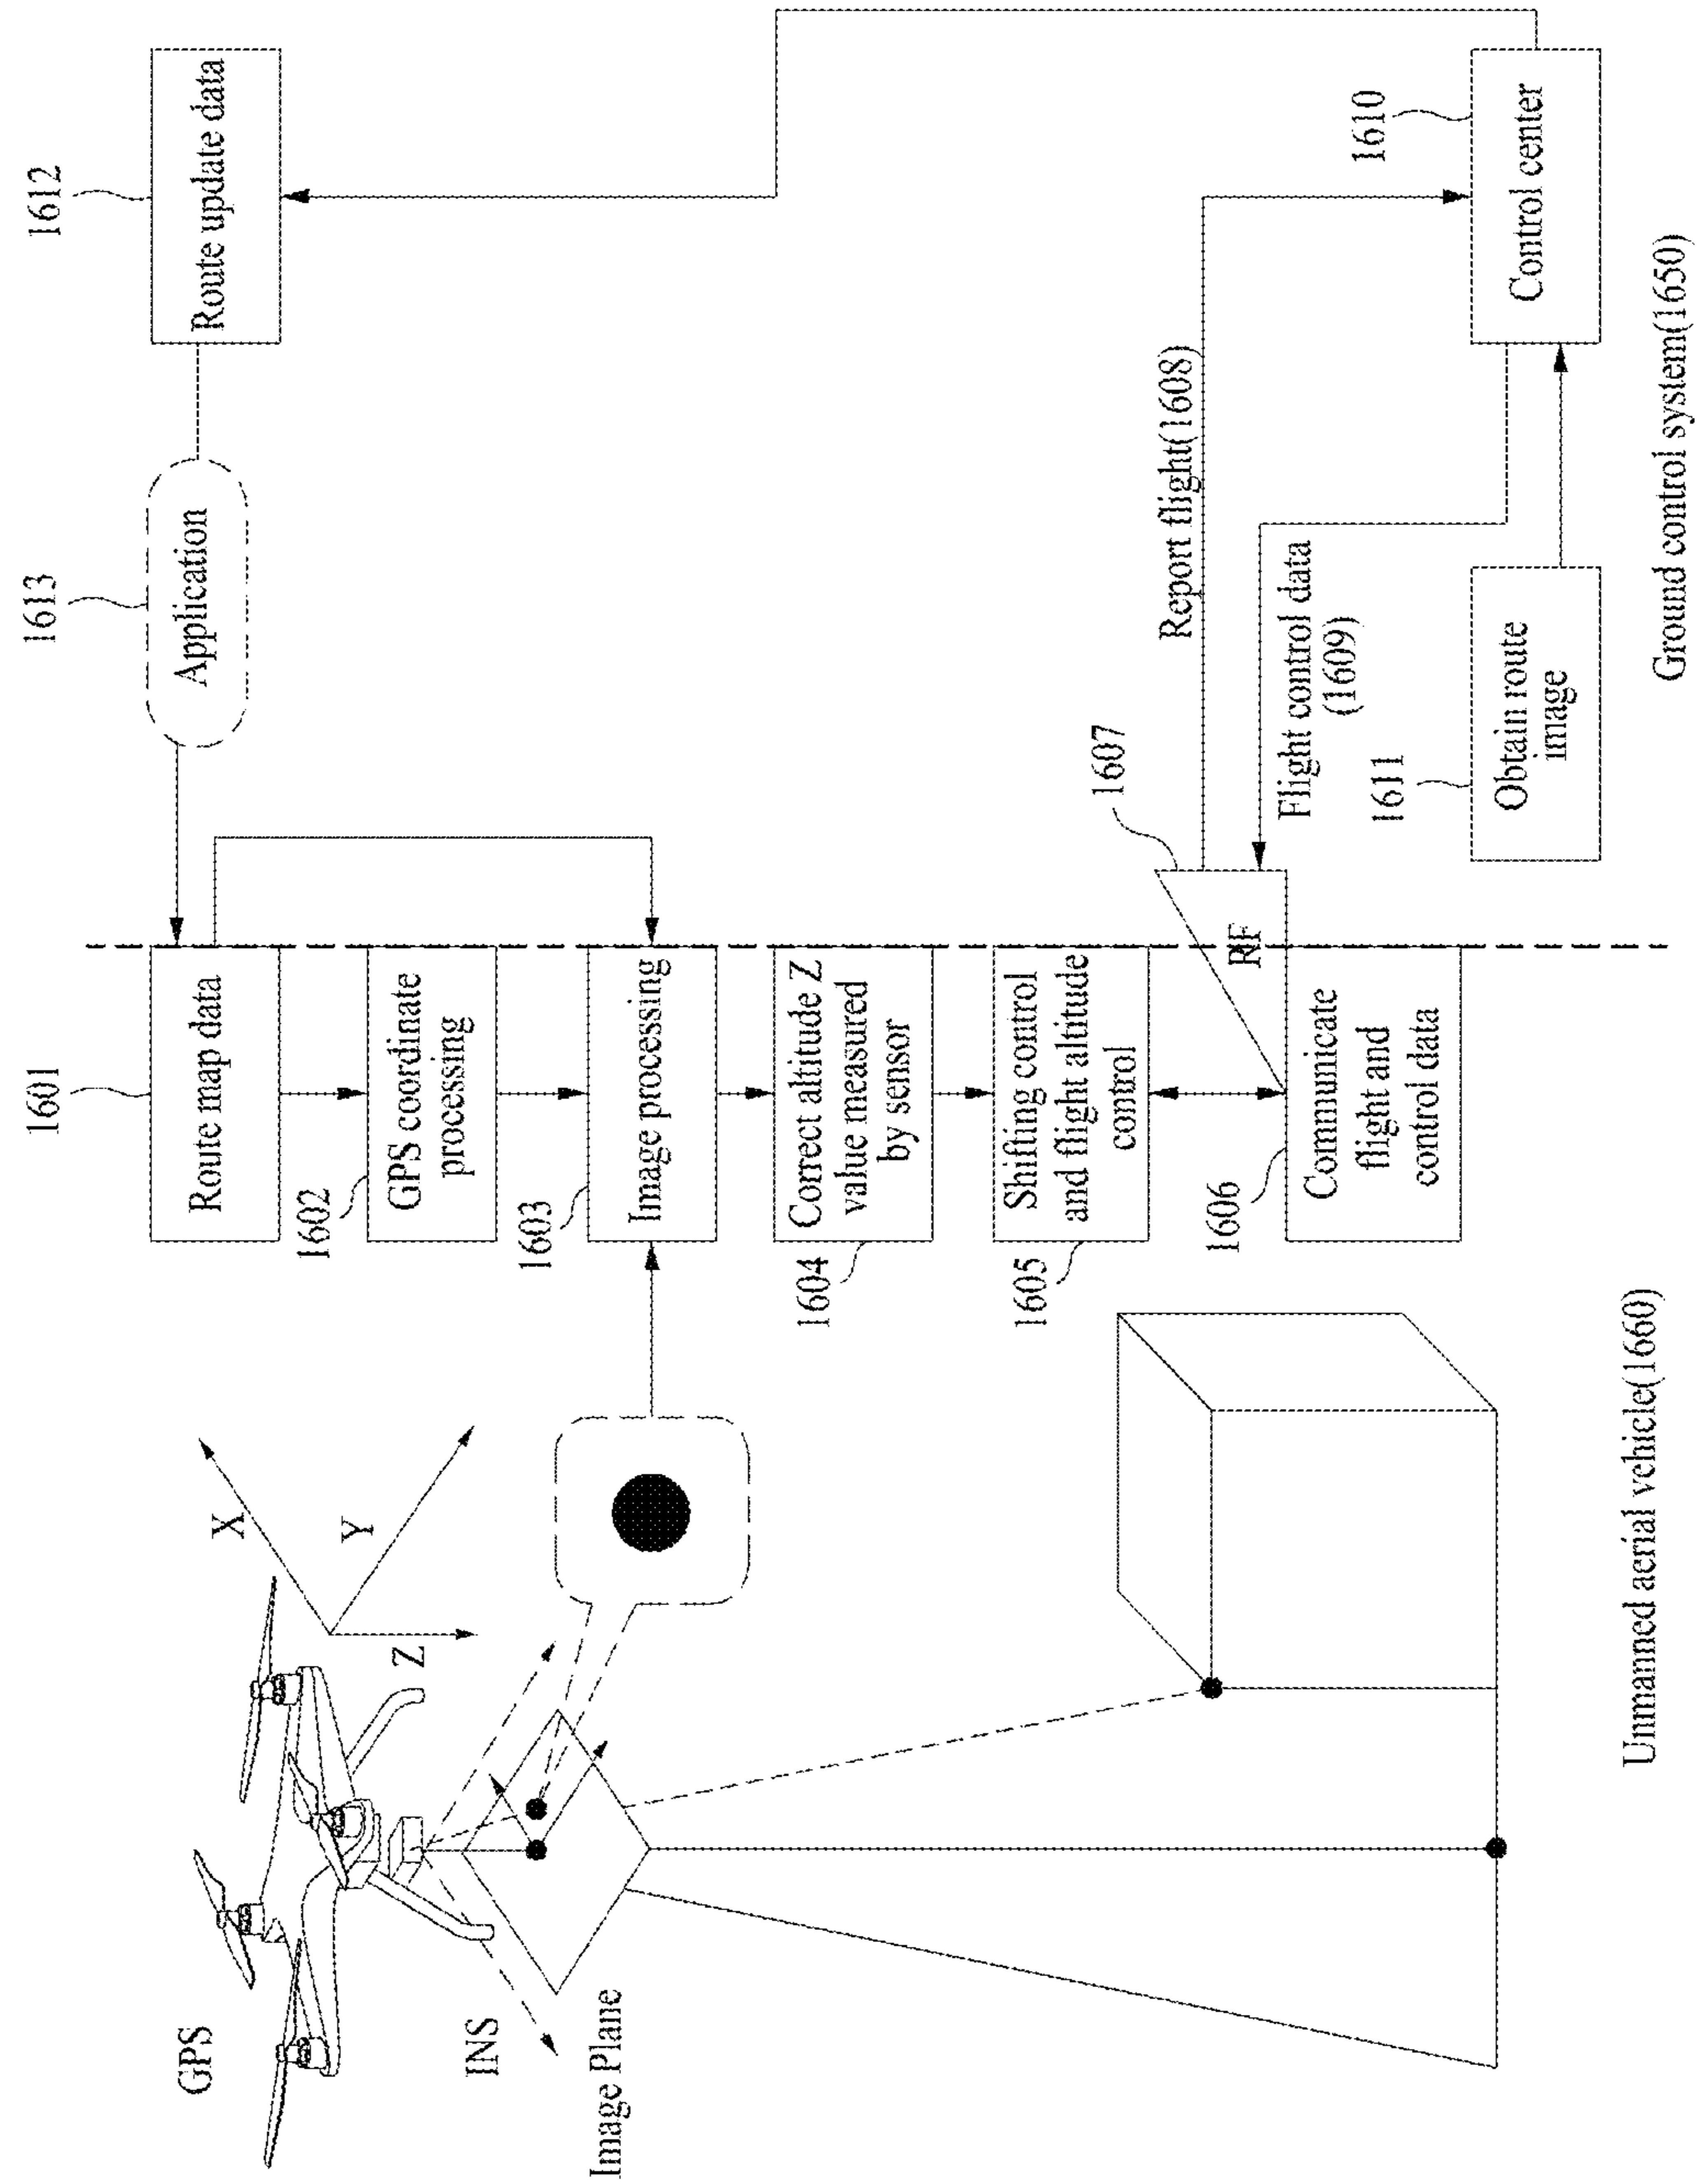 GPS
INS
Image Plane
X
Y
Z
1601
Route map data
1602
GPS coordinate
processing
1603
Image processing
1604
Correct altitude Z
value measured
by sensor
1605
Shifting control
and flight altitude
control
1606
Communicate
flight and
control data
RF
1607
Unmanned aerial vehicle(1660)
1613
Application
1612
Route update data
Report flight(1608)
Flight control data
(1609)
1610
Control center
1611
Obtain route
image
Ground control system(1650)